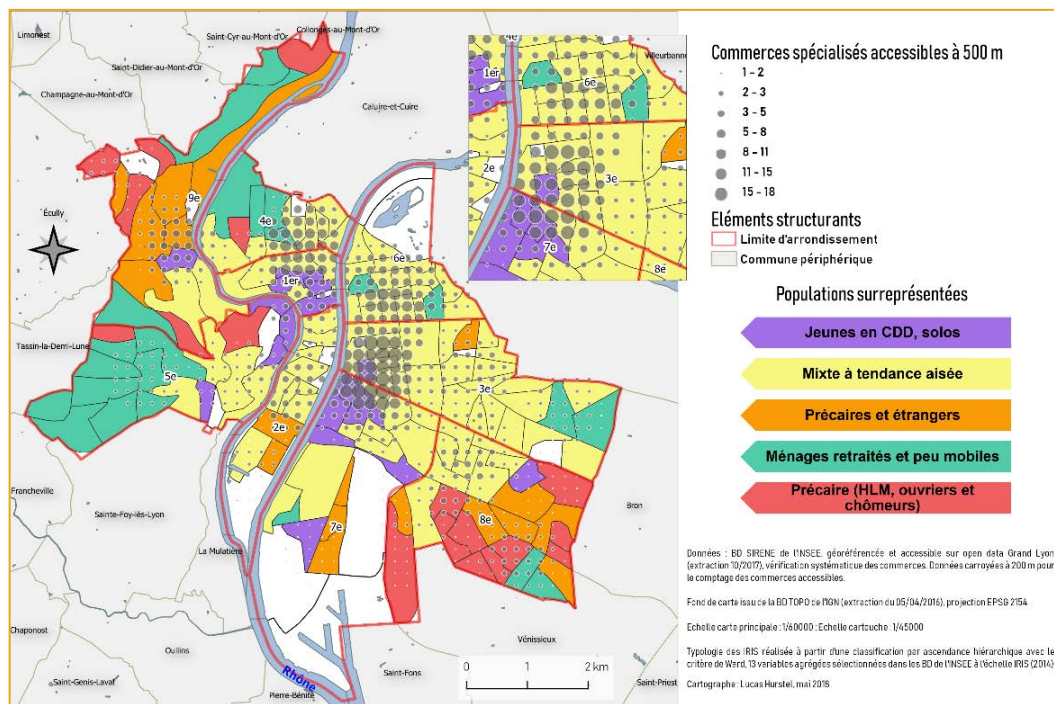 Limonest
Collonges-au-Mont-d'Or
Saint-Cyr-au-Mont-d'Or
Saint-Didier-au-Mont-d'Or
Champagne-au-Mont-d'Or
Caluire-et-Cuire
Écully
9e
4e
1er
6e
Tassin-la-Demi-Lune
5e
3e
2e
Francheville
Sainte-Foy-lès-Lyon
7e
8e
Bron
La Mulatière
Chaponost
Oullins
Vénissieux
Rhône
Saint-Fons
Saint-Genis-Laval
Pierre-Bénite
Saint-Priest
0 1 2 km
4e
Villeurbanne
1er
6e
2e
3e
7e
8e
Commerces spécialisés accessibles à 500 m
1 - 2
2 - 3
3 - 5
5 - 8
8 - 11
11 - 15
15 - 18
Eléments structurants
Limite d'arrondissement
Commune périphérique
Populations surreprésentées
Jeunes en CDD, solos
Mixte à tendance aisée
Précaires et étrangers
Ménages retraités et peu mobiles
Précaire (HLM, ouvriers et
chômeurs)
Données : BD SIRENE de l'INSEE, géoréférencée et accessible sur open data Grand Lyon
(extraction 10/2017), vérification systématique des commerces. Données carroyées à 200 m pour
le comptage des commerces accessibles.
Fond de carte issu de la BD TOPO de l'IGN (extraction du 05/04/2016), projection EPSG 2154
Echelle carte principale : 1/60000 ; Echelle cartouche : 1/45000
Typologie des IRIS réalisée à partir d'une classification par ascendance hiérarchique avec le
critère de Ward, 13 variables agrégées sélectionnées dans les BD de l'INSEE à l'échelle IRIS (2014)
Cartographe : Lucas Hurstel, mai 2018